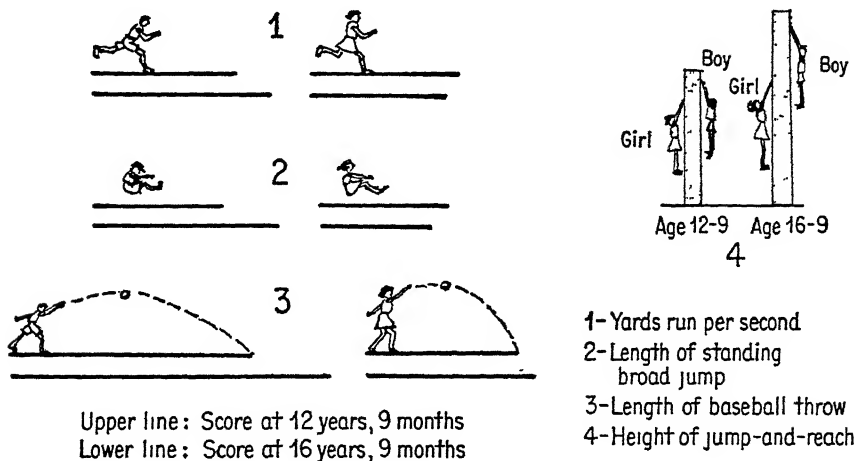 1
2
3
Upper line: Score at 12 years, 9 months
Lower line: Score at 16 years, 9 months
Boy
Girl
Girl
Boy
Age 12-9 Age 16-9
4
1-Yards run per second
2-Length of standing
broad jump
3-Length of baseball throw
4-Height of jump-and-reach